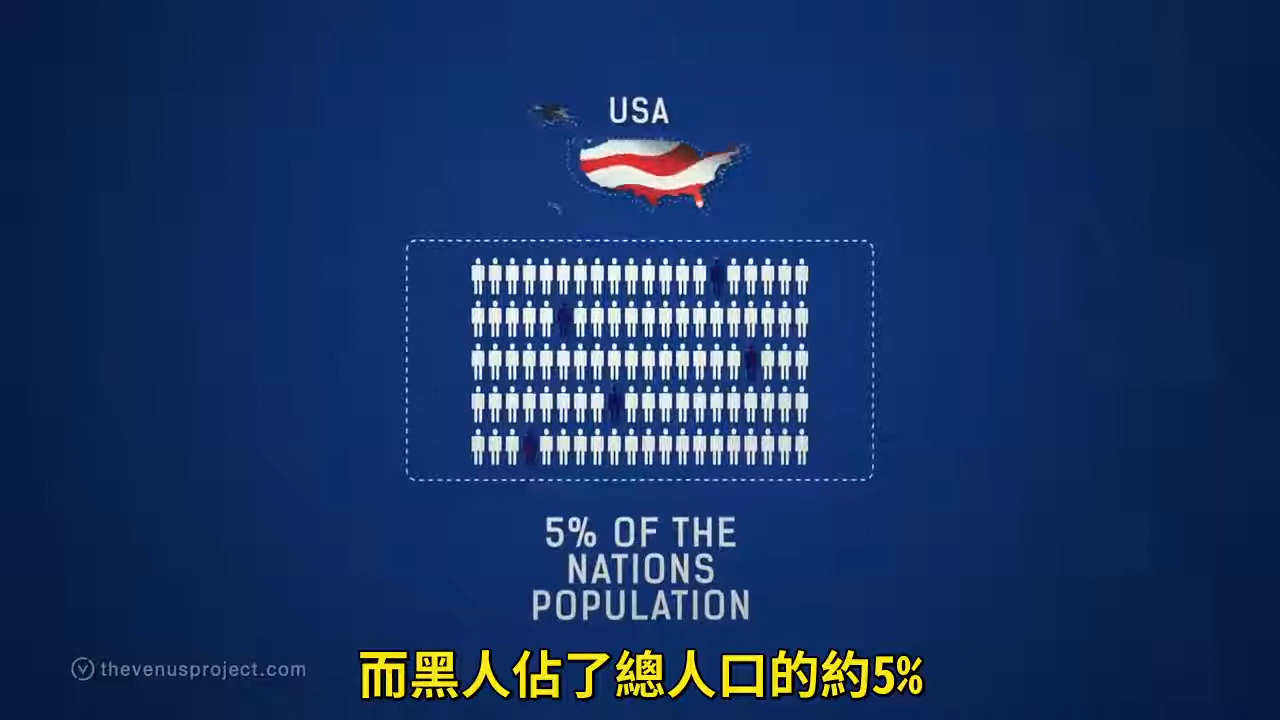 USA
5% OF THE
NATIONS
POPULATION
thevenusproject.com
而黑人佔了總人口的約5%